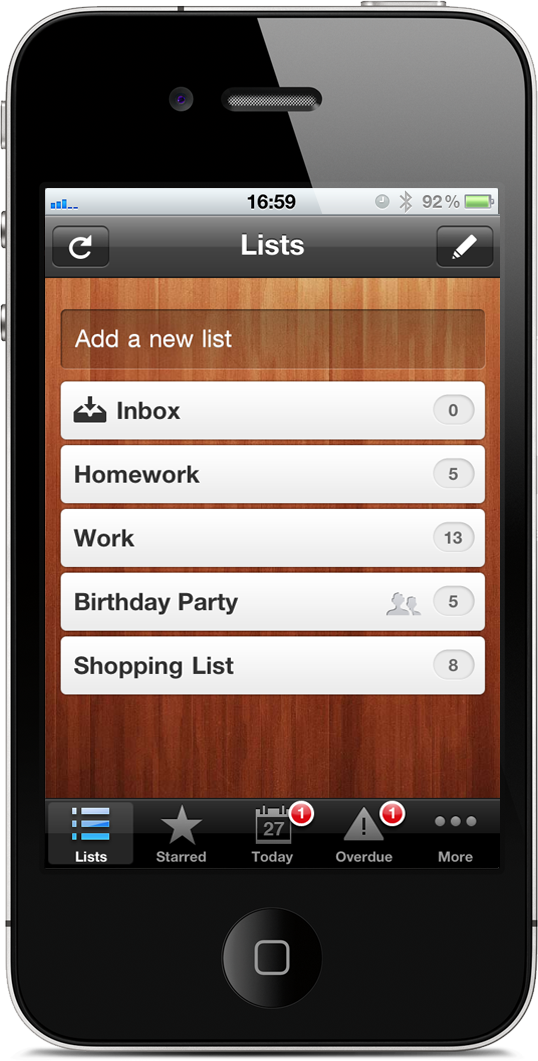 16:59 92%
Lists
Add a new list
Inbox 0
Homework 5
Work 13
Birthday Party 5
Shopping List 8
27 1 1
Lists Starred Today Overdue More